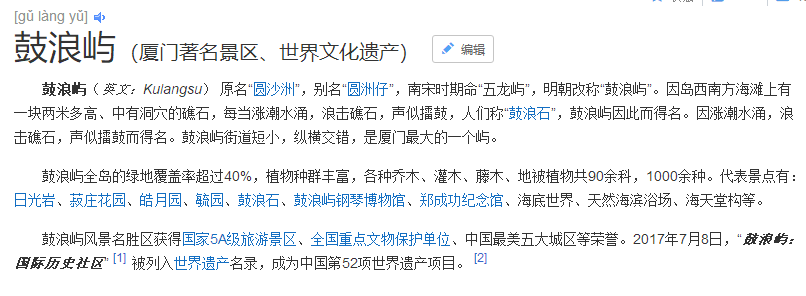 [gǔ làng yǔ]
鼓浪屿（厦门著名景区、世界文化遗产） 编辑
鼓浪屿（英文：Kulangsu）原名“圆沙洲”，别名“圆洲仔”，南宋时期命“五龙屿”，明朝改称“鼓浪屿”。因岛西南方海滩上有
一块两米多高、中有洞穴的礁石，每当涨潮水涌，浪击礁石，声似擂鼓，人们称“鼓浪石”，鼓浪屿因此而得名。因涨潮水涌，浪
击礁石，声似擂鼓而得名。鼓浪屿街道短小，纵横交错，是厦门最大的一个屿。
鼓浪屿全岛的绿地覆盖率超过40%，植物种群丰富，各种乔木、灌木、藤木、地被植物共90余科，1000余种。代表景点有：
日光岩、菽庄花园、皓月园、毓园、鼓浪石、鼓浪屿钢琴博物馆、郑成功纪念馆、海底世界、天然海滨浴场、海天堂构等。
鼓浪屿风景名胜区获得国家5A级旅游景区、全国重点文物保护单位、中国最美五大城区等荣誉。2017年7月8日，“鼓浪屿：
国际历史社区” [1] 被列入世界遗产名录，成为中国第52项世界遗产项目。 [2]